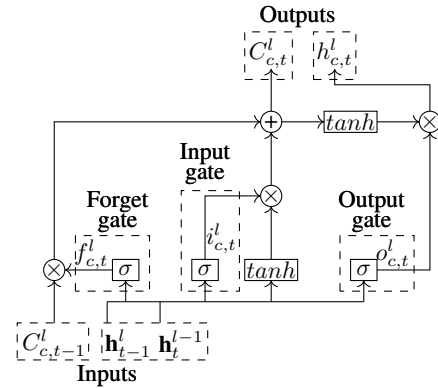 Outputs
C^l_{c,t} h^l_{c,t}
+ tanh ×
Input
gate
×
Forget
gate
Output
gate
f^l_{c,t} i^l_{c,t} o^l_{c,t}
× σ σ tanh σ
C^l_{c,t−1} h^l_{t−1} h^{l−1}_t
Inputs